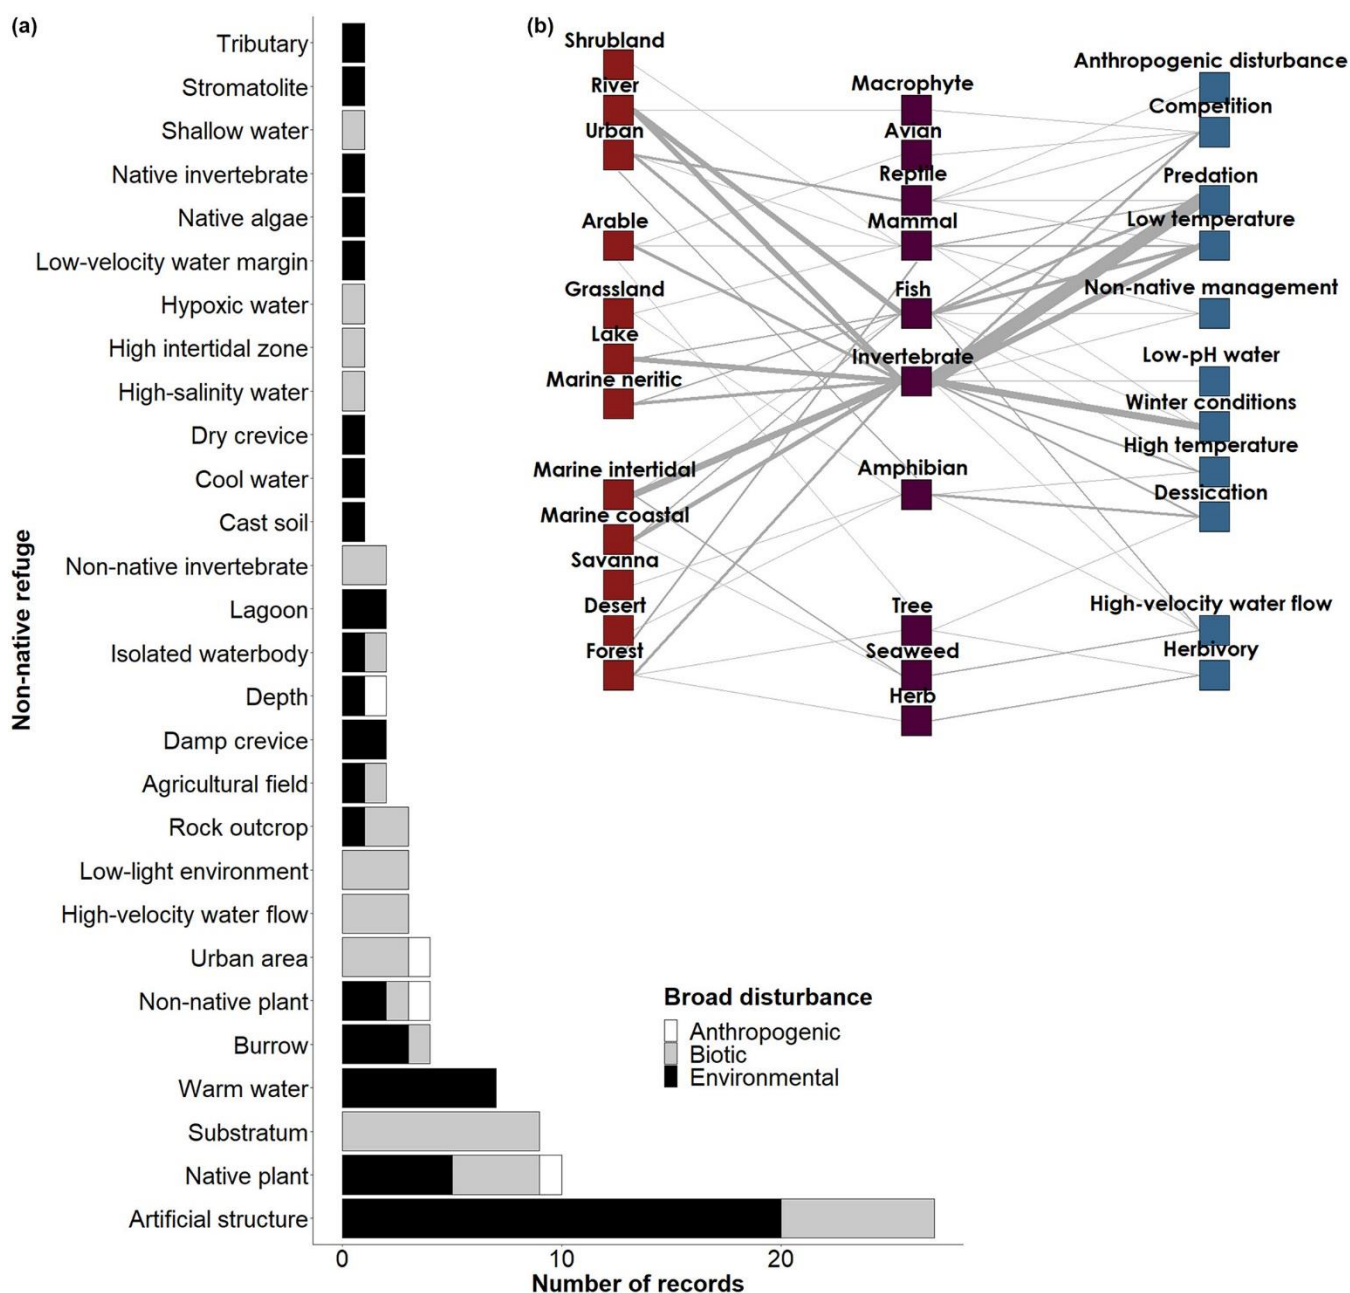 (a)
Tributary
Stromatolite
Shallow water
Native invertebrate
Native algae
Low-velocity water margin
Hypoxic water
High intertidal zone
High-salinity water
Dry crevice
Cool water
Cast soil
Non-native invertebrate
Lagoon
Isolated waterbody
Depth
Damp crevice
Agricultural field
Rock outcrop
Low-light environment
High-velocity water flow
Urban area
Non-native plant
Burrow
Warm water
Substratum
Native plant
Artificial structure
Non-native refuge
0 10 20
Number of records
Broad disturbance
Anthropogenic
Biotic
Environmental
(b)
Shrubland
River
Urban
Arable
Grassland
Lake
Marine neritic
Marine intertidal
Marine coastal
Savanna
Desert
Forest
Macrophyte
Avian
Reptile
Mammal
Fish
Invertebrate
Amphibian
Tree
Seaweed
Herb
Anthropogenic disturbance
Competition
Predation
Low temperature
Non-native management
Low-pH water
Winter conditions
High temperature
Dessication
High-velocity water flow
Herbivory